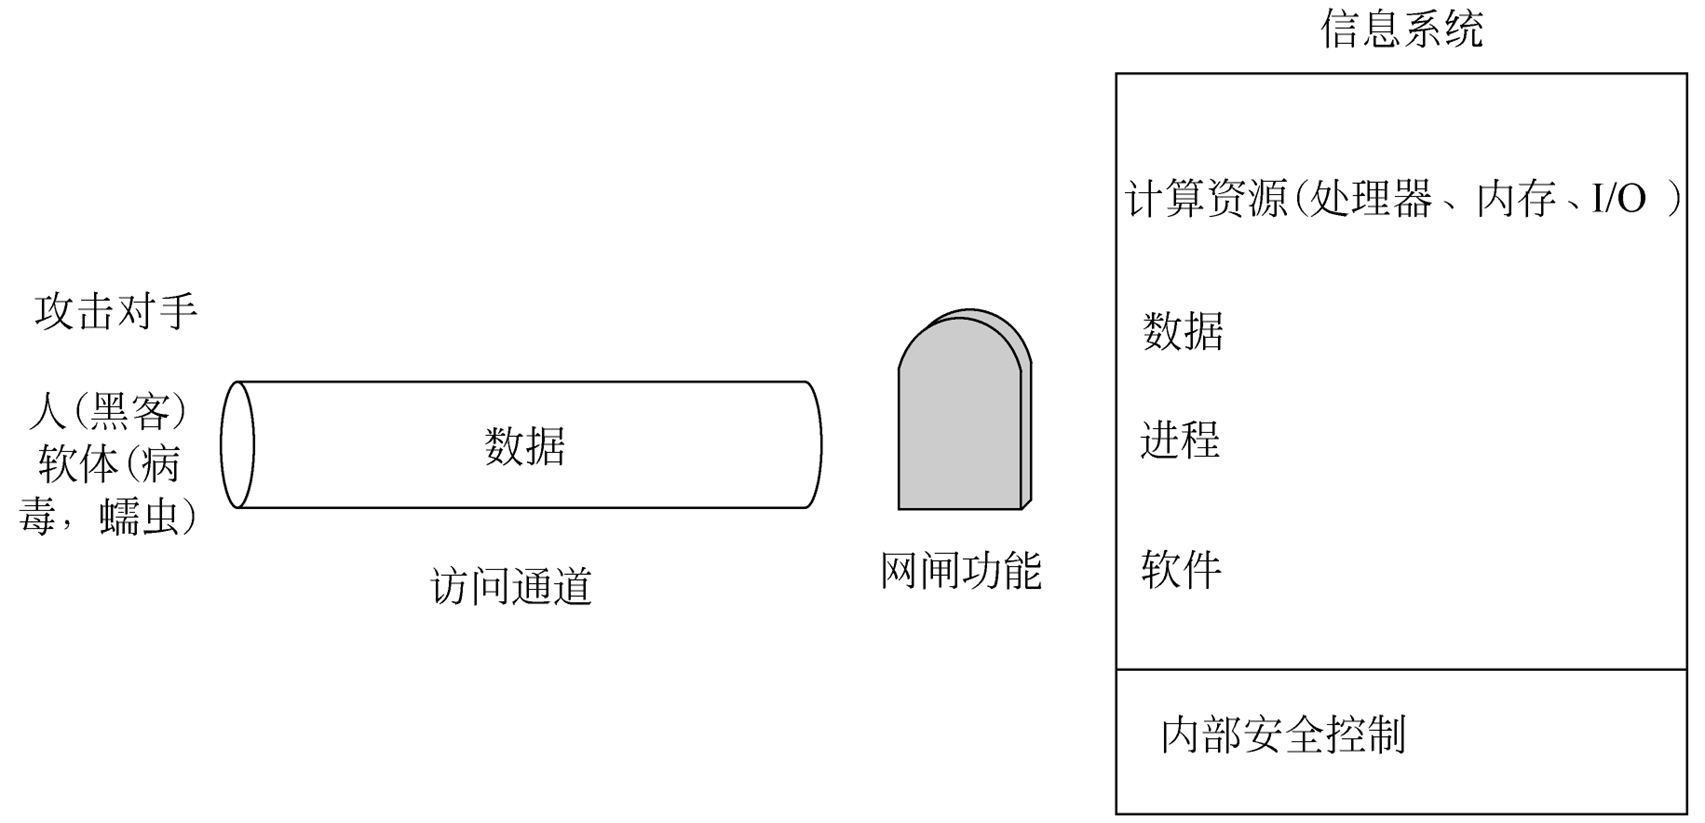 信息系统
计算资源(处理器、内存、I/O )
攻击对手
人(黑客)
软体(病
毒，蠕虫)
数据
访问通道
网闸功能
数据
进程
软件
内部安全控制